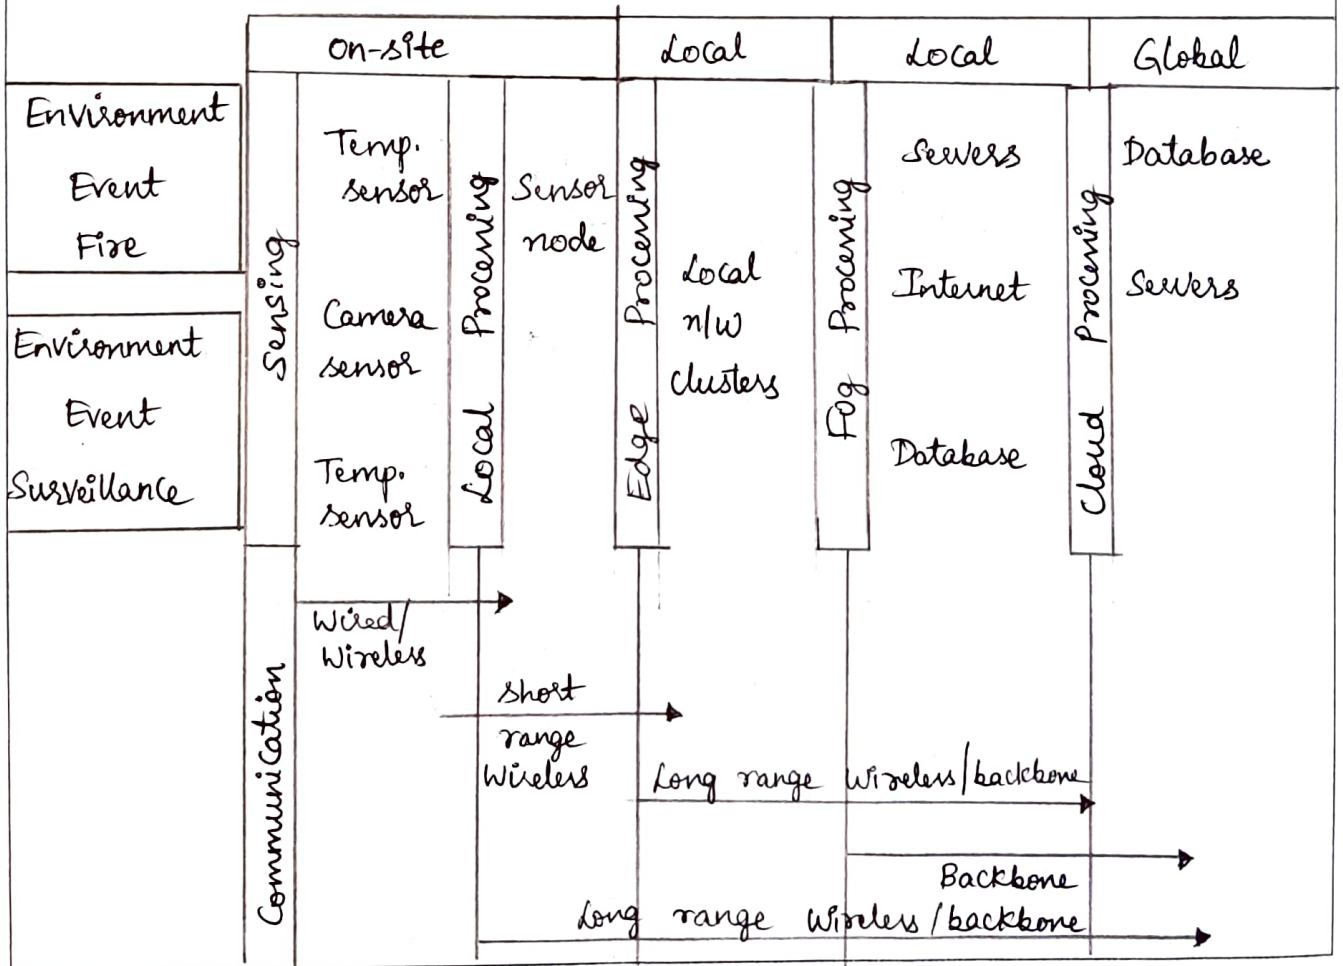 On-site
Local
Local
Global
Environment
Event
Fire
Environment
Event
Surveillance
Sensing
Temp.
sensor
Camera
sensor
Temp.
sensor
Local Processing
Sensor
node
Edge Processing
Local
n/w
clusters
Fog Processing
Servers
Internet
Database
Cloud Processing
Database
Servers
Communication
Wired/
Wireless
short
range
Wireless
Long range Wireless/backbone
Backbone
Long range Wireless/backbone